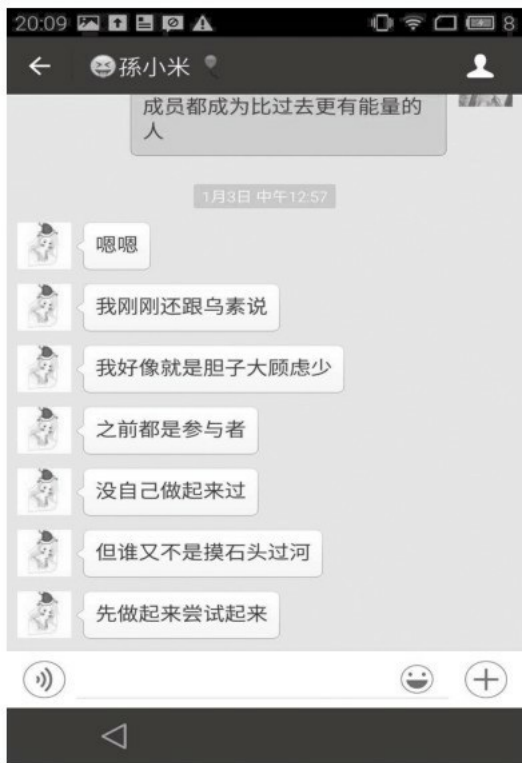 20:09
8
孫小米
成员都成为比过去更有能量的
人
1月3日 中午12:57
嗯嗯
我刚刚还跟乌素说
我好像就是胆子大顾虑少
之前都是参与者
没自己做起来过
但谁又不是摸石头过河
先做起来尝试起来